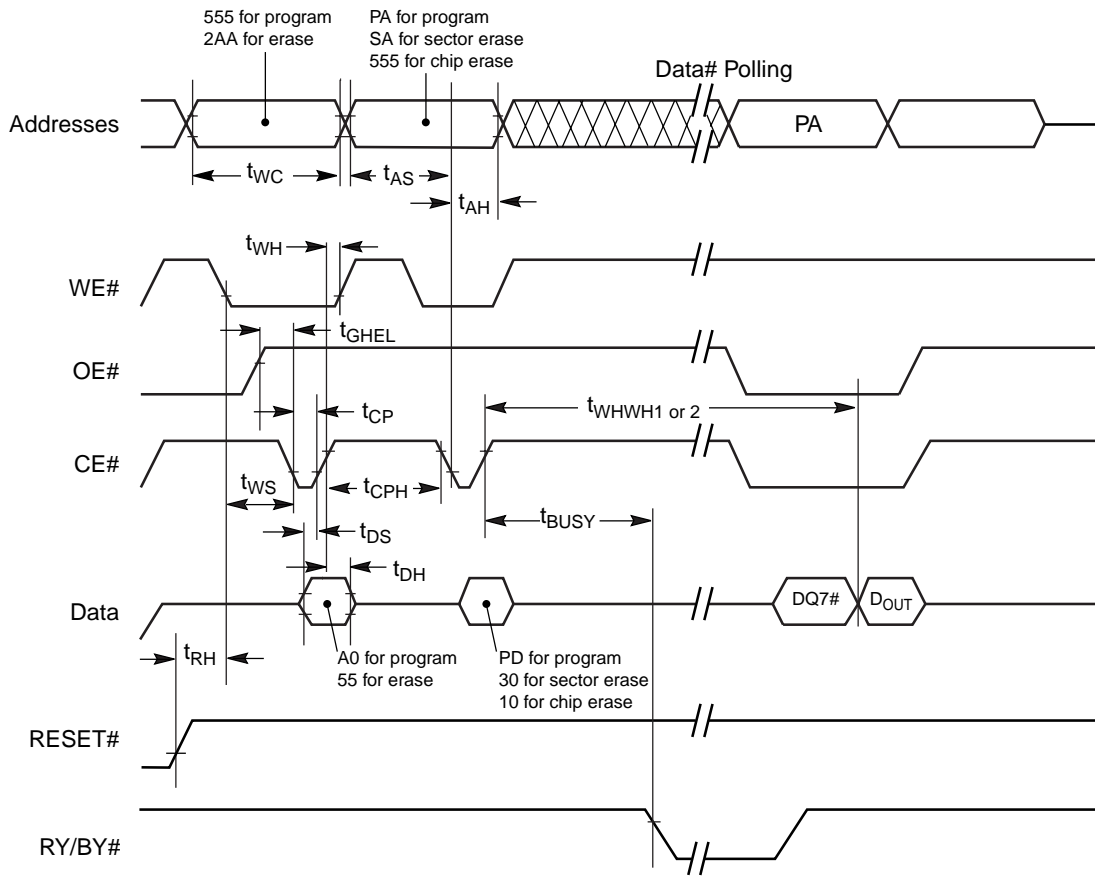 555 for program
2AA for erase
PA for program
SA for sector erase
555 for chip erase
Data# Polling
Addresses
PA
tWC
tAS
tAH
tWH
WE#
tGHEL
OE#
tWHWH1 or 2
tCP
CE#
tWS
tCPH
tBUSY
tDS
tDH
Data
DQ7#
DOUT
tRH
A0 for program
55 for erase
PD for program
30 for sector erase
10 for chip erase
RESET#
RY/BY#